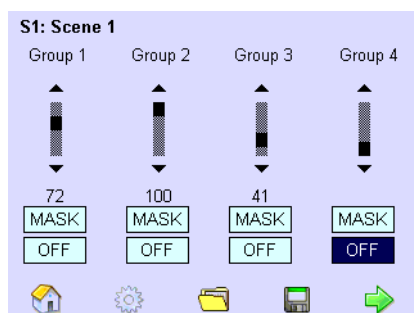 S1: Scene 1
Group 1 Group 2 Group 3 Group 4
72 100 41
MASK MASK MASK MASK
OFF OFF OFF OFF